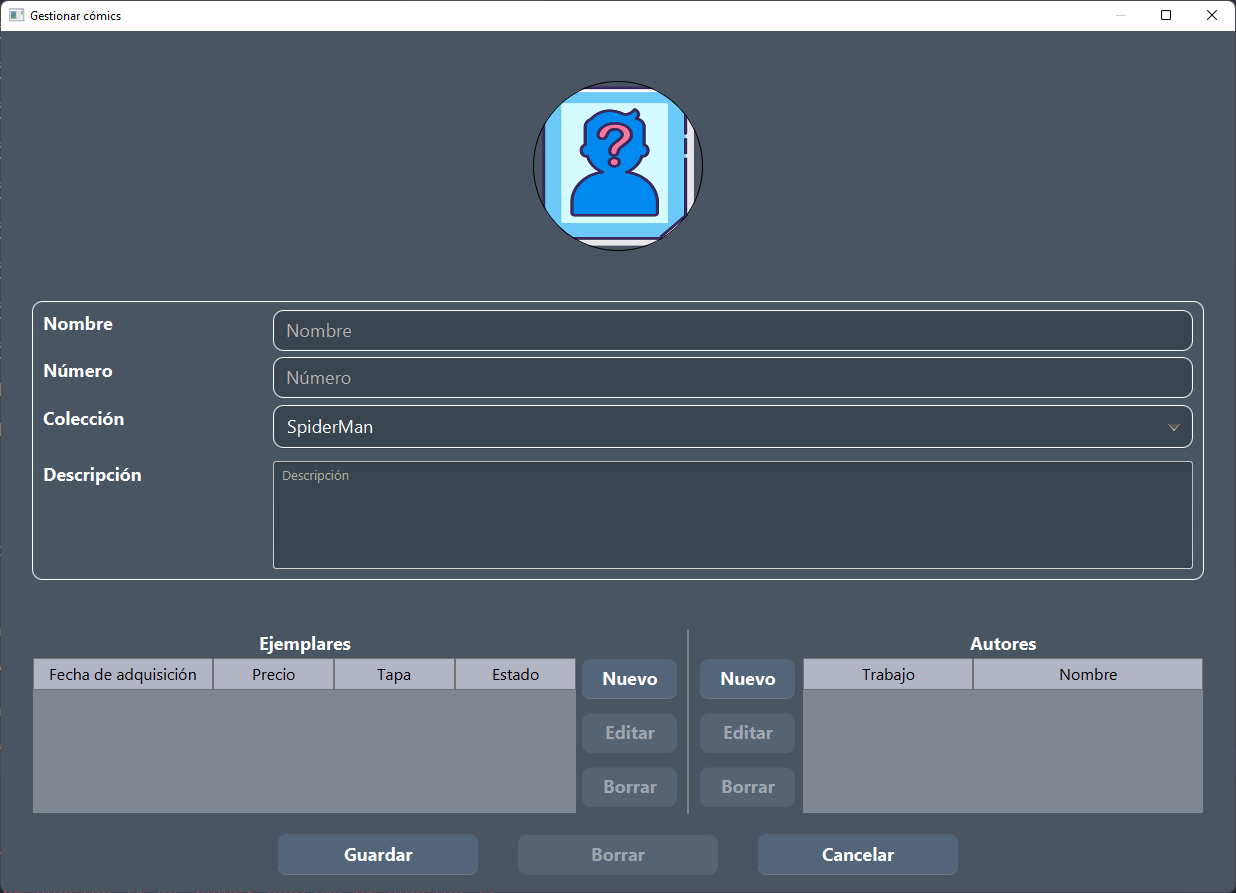 Gestionar cómics
?
Nombre
Nombre
Número
Número
Colección
SpiderMan
Descripción
Descripción
Ejemplares
Autores
Fecha de adquisición Precio Tapa Estado
Nuevo
Editar
Borrar
Nuevo
Editar
Borrar
Trabajo Nombre
Guardar
Borrar
Cancelar